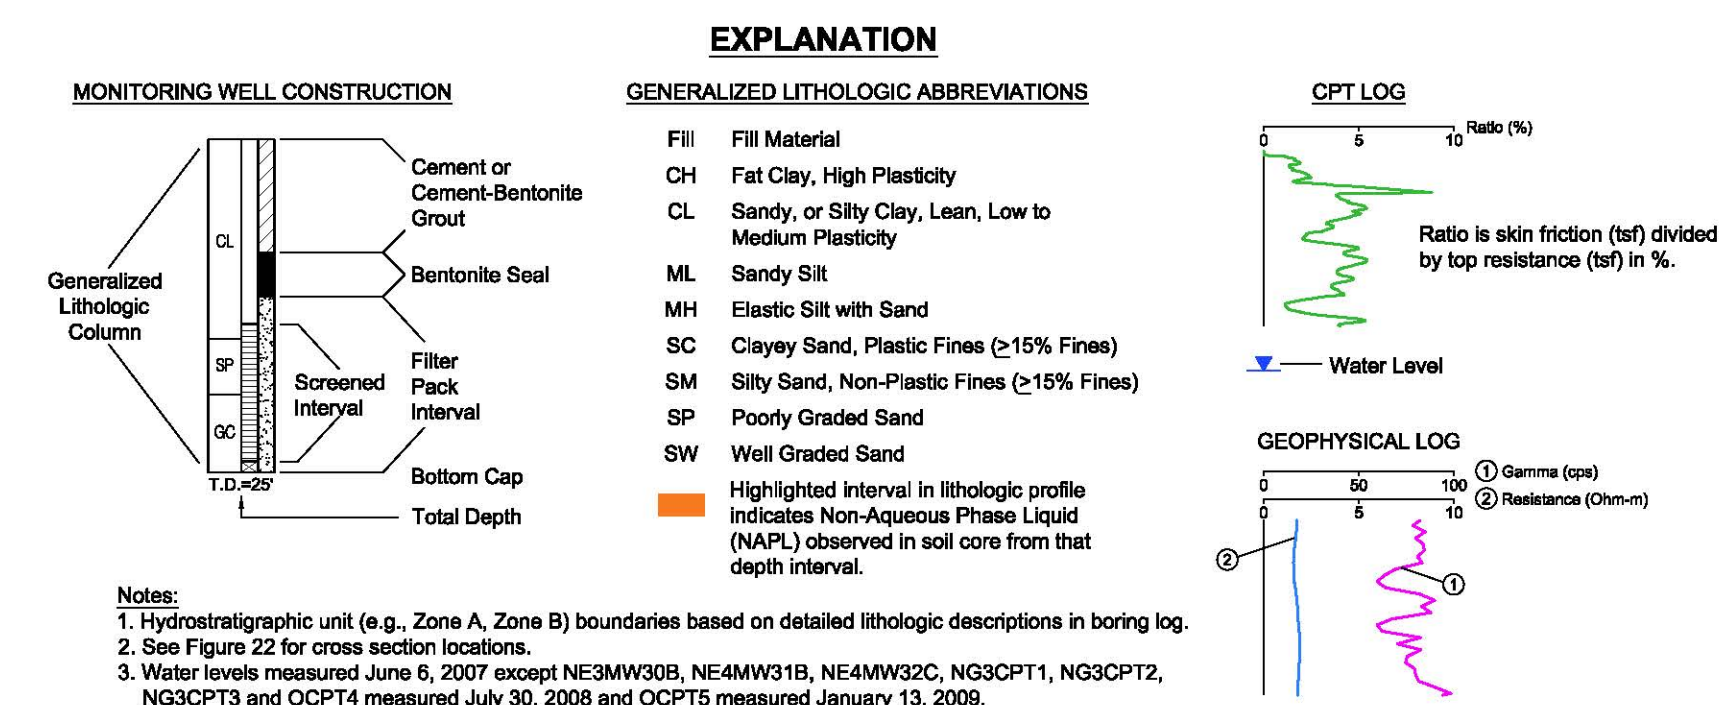 EXPLANATION
MONITORING WELL CONSTRUCTION
Cement or
Cement-Bentonite
Grout
CL
Bentonite Seal
Generalized
Lithologic
Column
SP
Filter
Pack
Interval
Screened
Interval
GC
Bottom Cap
T.D.=25'
Total Depth
GENERALIZED LITHOLOGIC ABBREVIATIONS
Fill Fill Material
CH Fat Clay, High Plasticity
CL Sandy, or Silty Clay, Lean, Low to
Medium Plasticity
ML Sandy Silt
MH Elastic Silt with Sand
SC Clayey Sand, Plastic Fines (≥15% Fines)
SM Silty Sand, Non-Plastic Fines (≥15% Fines)
SP Poorly Graded Sand
SW Well Graded Sand
Highlighted interval in lithologic profile
indicates Non-Aqueous Phase Liquid
(NAPL) observed in soil core from that
depth interval.
CPT LOG
0 5 10 Ratio (%)
Ratio is skin friction (tsf) divided
by top resistance (tsf) in %.
Water Level
GEOPHYSICAL LOG
0 50 100 1 Gamma (cps)
0 5 10 2 Resistance (Ohm-m)
2
1
Notes:
1. Hydrostratigraphic unit (e.g., Zone A, Zone B) boundaries based on detailed lithologic descriptions in boring log.
2. See Figure 22 for cross section locations.
3. Water levels measured June 6, 2007 except NE3MW30B, NE4MW31B, NE4MW32C, NG3CPT1, NG3CPT2,
NG3CPT3 and OCPT4 measured July 30, 2008 and OCPT5 measured January 13, 2009.